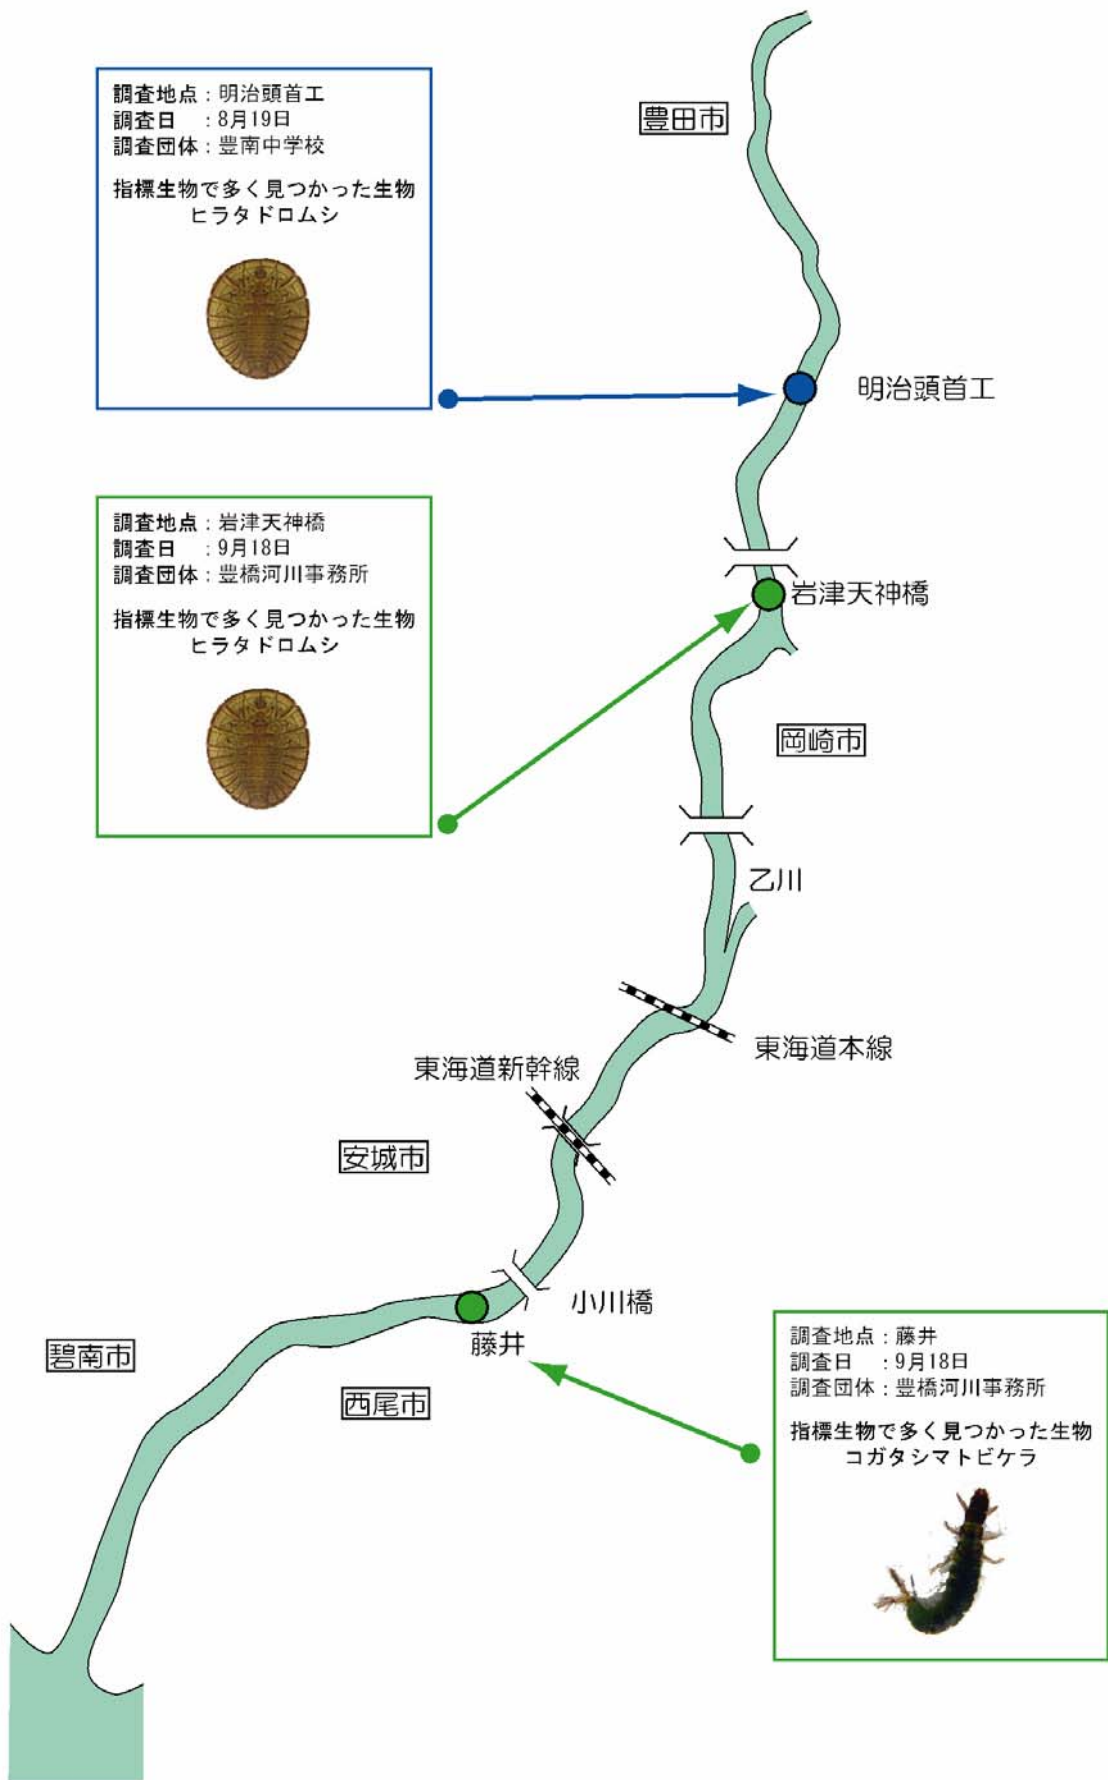 調査地点：明治頭首工
調査日　：8月19日
調査団体：豊南中学校
指標生物で多く見つかった生物
ヒラタドロムシ
豊田市
明治頭首工
調査地点：岩津天神橋
調査日　：9月18日
調査団体：豊橋河川事務所
指標生物で多く見つかった生物
ヒラタドロムシ
岩津天神橋
岡崎市
乙川
東海道本線
東海道新幹線
安城市
小川橋
藤井
碧南市
西尾市
調査地点：藤井
調査日　：9月18日
調査団体：豊橋河川事務所
指標生物で多く見つかった生物
コガタシマトビケラ